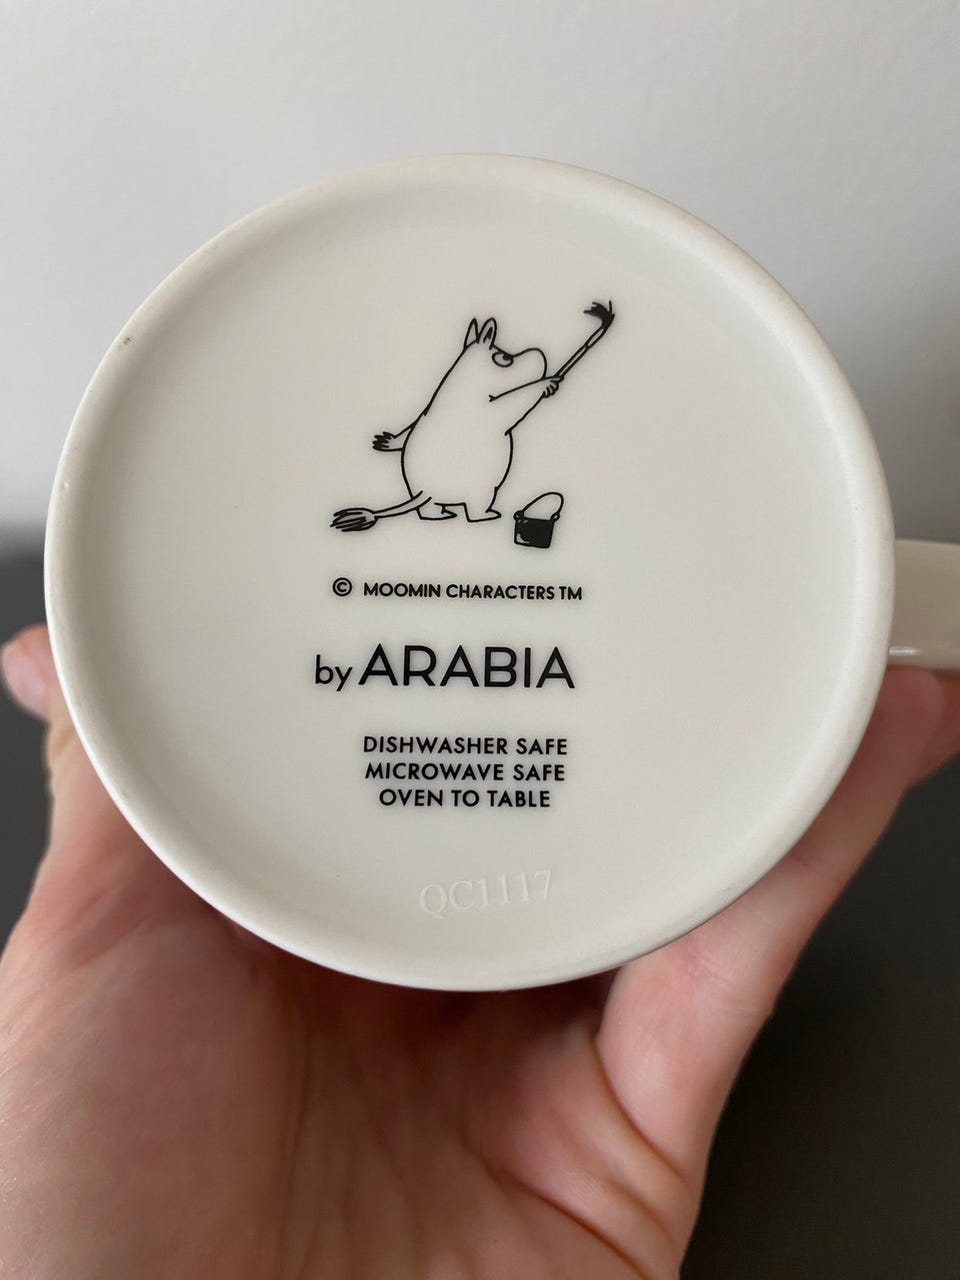 © MOOMIN CHARACTERS TM
by ARABIA
DISHWASHER SAFE
MICROWAVE SAFE
OVEN TO TABLE
QC1117